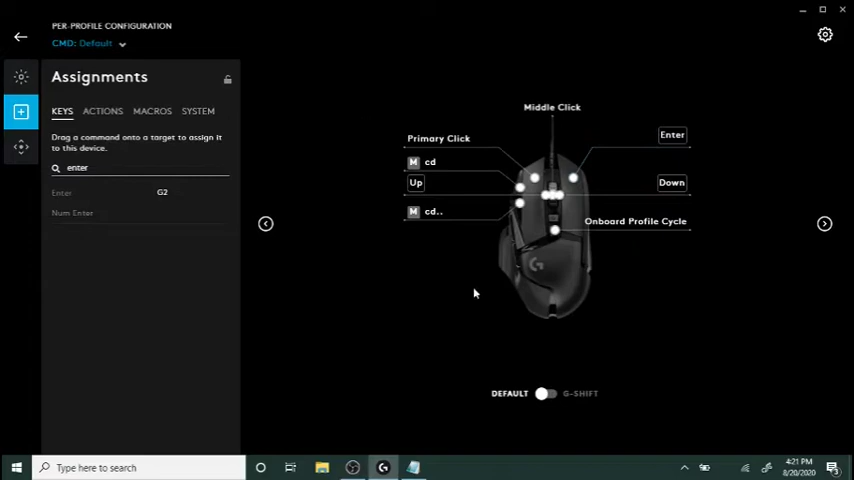 PER-PROFILE CONFIGURATION
CMD: Default
Assignments
KEYS ACTIONS MACROS SYSTEM
Drag a command onto a target to assign it
to this device.
enter
Enter G2
Num Enter
Middle Click
Primary Click
Enter
M cd
Up
Down
M cd..
Onboard Profile Cycle
G
DEFAULT G-SHIFT
Type here to search
G
4:21 PM
8/20/2020
3